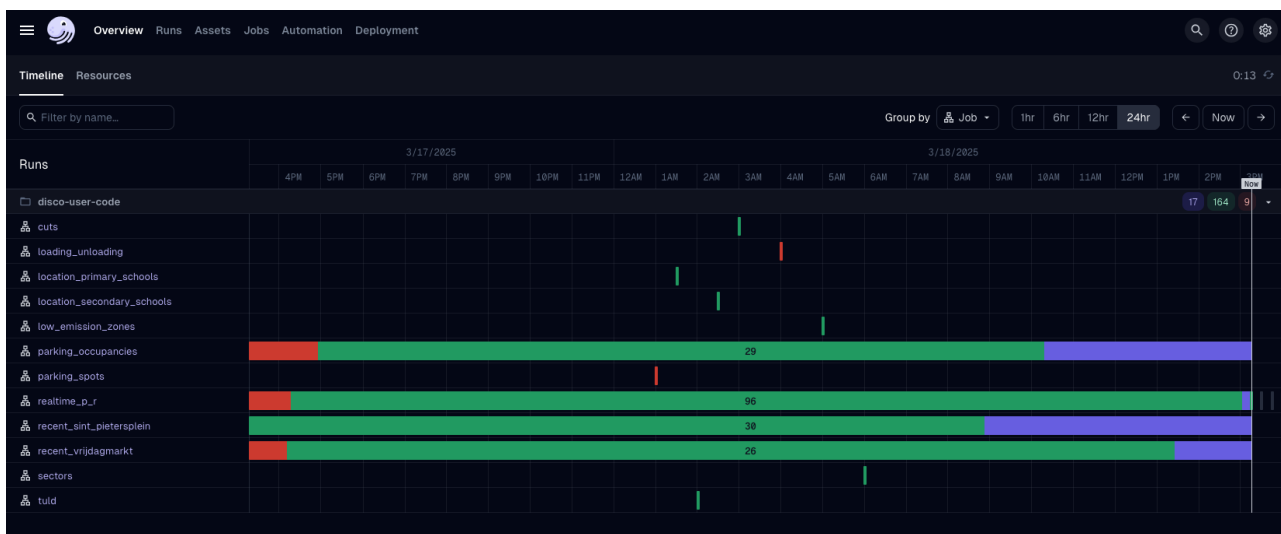 Overview Runs Assets Jobs Automation Deployment
Timeline Resources 0:13
Filter by name… Group by Job 1hr 6hr 12hr 24hr Now
Runs
3/17/2025 3/18/2025
4PM 5PM 6PM 7PM 8PM 9PM 10PM 11PM 12AM 1AM 2AM 3AM 4AM 5AM 6AM 7AM 8AM 9AM 10AM 11AM 12PM 1PM 2PM 3PM
Now
disco-user-code 17 164 9
cuts
loading_unloading
location_primary_schools
location_secondary_schools
low_emission_zones
parking_occupancies 29
parking_spots
realtime_p_r 96
recent_sint_pietersplein 30
recent_vrijdagmarkt 26
sectors
tuld